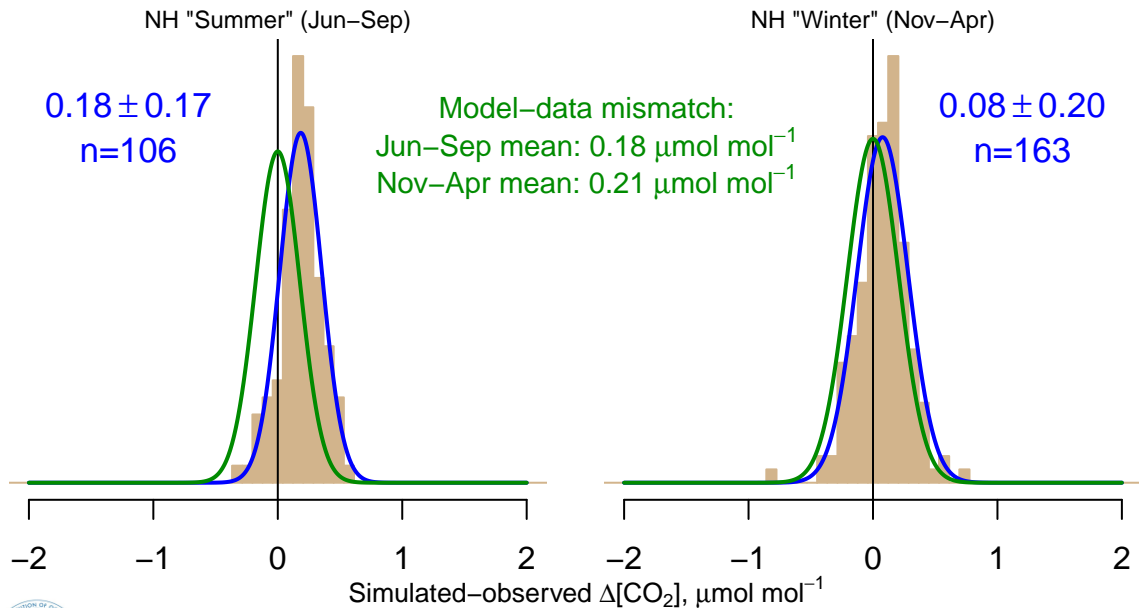 NH "Summer" (Jun−Sep)
NH "Winter" (Nov−Apr)
0.18 ± 0.17
n=106
Model−data mismatch:
Jun−Sep mean: 0.18 μmol mol⁻¹
Nov−Apr mean: 0.21 μmol mol⁻¹
0.08 ± 0.20
n=163
−2 −1 0 1 2
−2 −1 0 1 2
Simulated−observed Δ[CO₂], μmol mol⁻¹